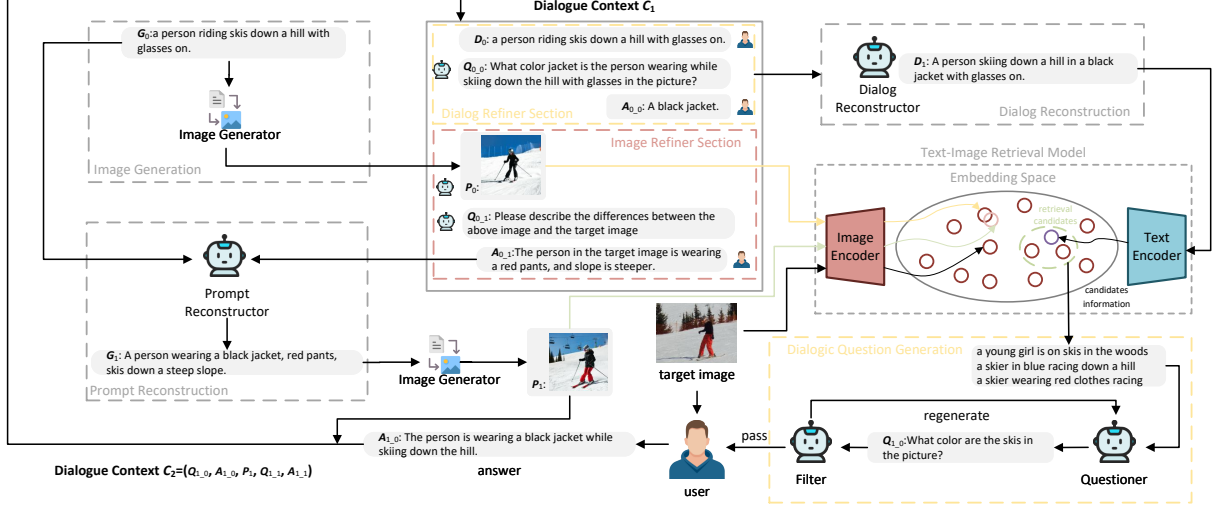 Dialogue Context C1
G0:a person riding skis down a hill with
glasses on.
Image Generator
Image Generation
D0: a person riding skis down a hill with glasses on.
Q0_0: What color jacket is the person wearing while
skiing down the hill with glasses in the picture?
A0_0: A black jacket.
Dialog Refiner Section
Dialog
Reconstructor
D1: A person skiing down a hill in a black
jacket with glasses on.
Dialog Reconstruction
Image Refiner Section
P0:
Q0_1: Please describe the differences between the
above image and the target image
A0_1:The person in the target image is wearing
a red pants, and slope is steeper.
Text-Image Retrieval Model
Embedding Space
retrieval
candidates
Image
Encoder
Text
Encoder
candidates
information
Prompt
Reconstructor
G1: A person wearing a black jacket, red pants,
skis down a steep slope.
Prompt Reconstruction
Image Generator
P1:
target image
Dialogic Question Generation
a young girl is on skis in the woods
a skier in blue racing down a hill
a skier wearing red clothes racing
regenerate
Q1_0:What color are the skis in
the picture?
pass
Filter
Questioner
user
A1_0: The person is wearing a black jacket while
skiing down the hill.
answer
Dialogue Context C2=(Q1_0, A1_0, P1, Q1_1, A1_1)